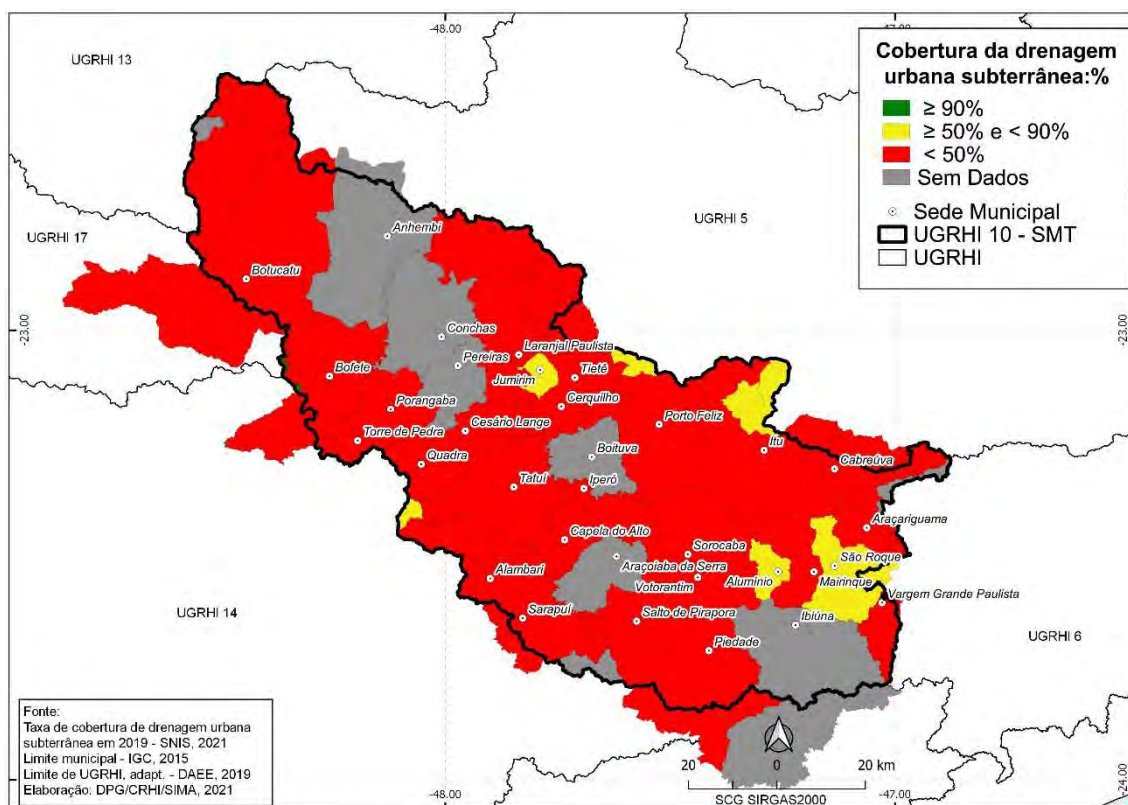 -48.00
-47.00
UGRHI 13
Cobertura da drenagem
urbana subterrânea:%
≥ 90%
≥ 50% e < 90%
< 50%
Sem Dados
Sede Municipal
UGRHI 10 - SMT
UGRHI
UGRHI 5
UGRHI 17
Anhembi
Botucatu
-23.00
-23.00
Conchas
Laranjal Paulista
Pereiras
Bofete
Jumirim
Tietê
Cerquilho
Porangaba
Porto Feliz
Cesário Lange
Torre de Pedra
Itu
Boituva
Quadra
Cabreúva
Tatuí
Iperó
Araçariguama
Capela do Alto
Sorocaba
São Roque
Araçoiaba da Serra
Alambari
Votorantim
Alumínio
Mairinque
Vargem Grande Paulista
UGRHI 14
Sarapuí
Salto de Pirapora
Ibiúna
UGRHI 6
Piedade
Fonte:
Taxa de cobertura de drenagem urbana
subterrânea em 2019 - SNIS, 2021
Limite municipal - IGC, 2015
Limite de UGRHI, adapt. - DAEE, 2019
Elaboração: DPG/CRHI/SIMA, 2021
20 0 20 km
SCG SIRGAS2000
-48.00
-47.00
-24.00